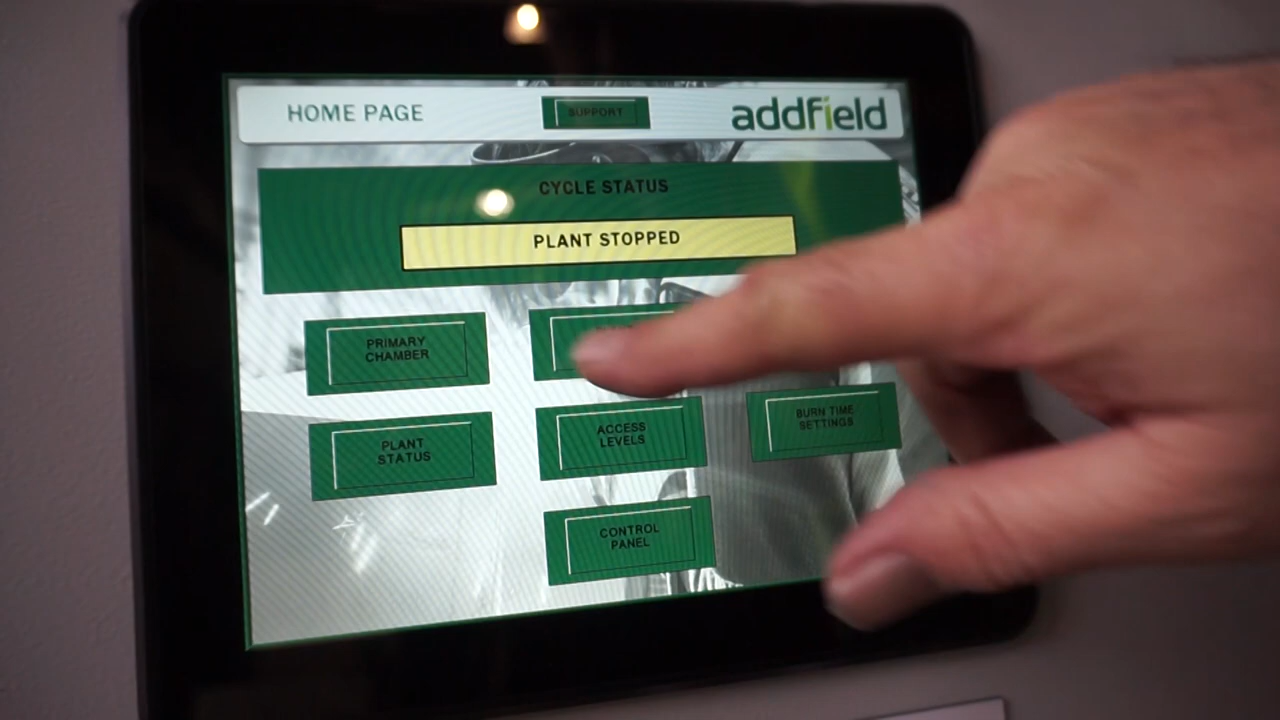 HOME PAGE
SUPPORT
addfield
CYCLE STATUS
PLANT STOPPED
PRIMARY
CHAMBER
PLANT
STATUS
ACCESS
LEVELS
BURN TIME
SETTINGS
CONTROL
PANEL